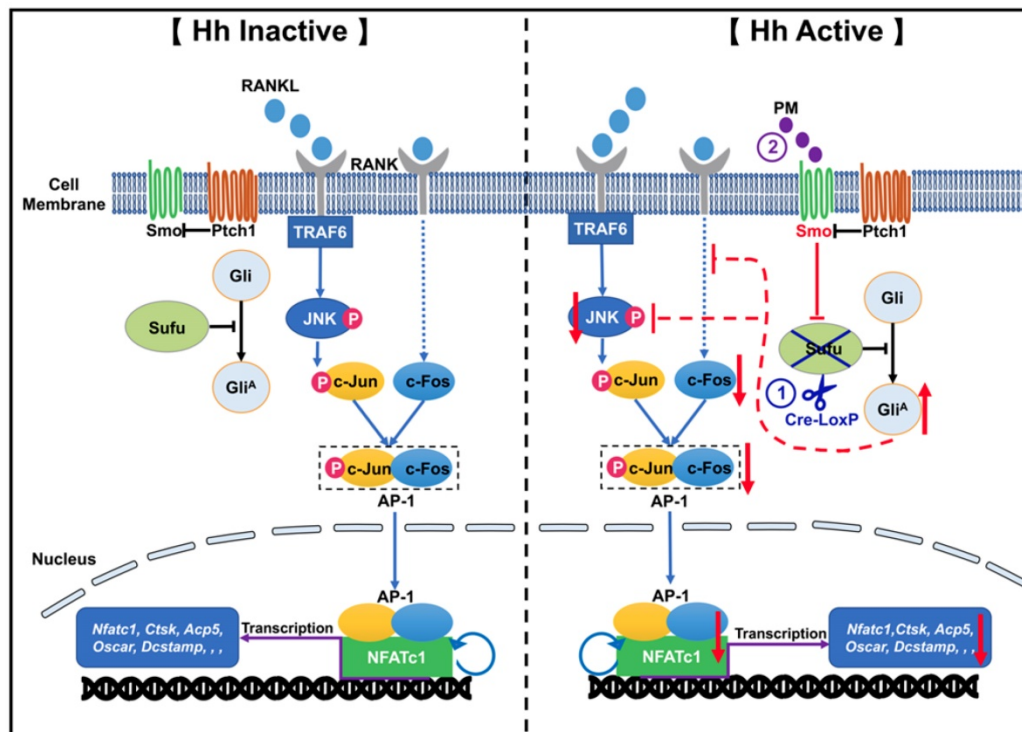 【 Hh Inactive 】
RANKL
RANK
Cell
Membrane
Smo
Ptch1
TRAF6
Gli
Sufu
JNK
P
Gliᴬ
P
c-Jun
c-Fos
P
c-Jun
c-Fos
AP-1
Nucleus
AP-1
Nfatc1, Ctsk, Acp5,
Oscar, Dcstamp, , ,
Transcription
NFATc1
【 Hh Active 】
PM
2
TRAF6
Smo
Ptch1
Gli
JNK
P
Sufu
P
c-Jun
c-Fos
1
Cre-LoxP
Gliᴬ
P
c-Jun
c-Fos
AP-1
AP-1
NFATc1
Transcription
Nfatc1,Ctsk, Acp5,
Oscar, Dcstamp, , ,